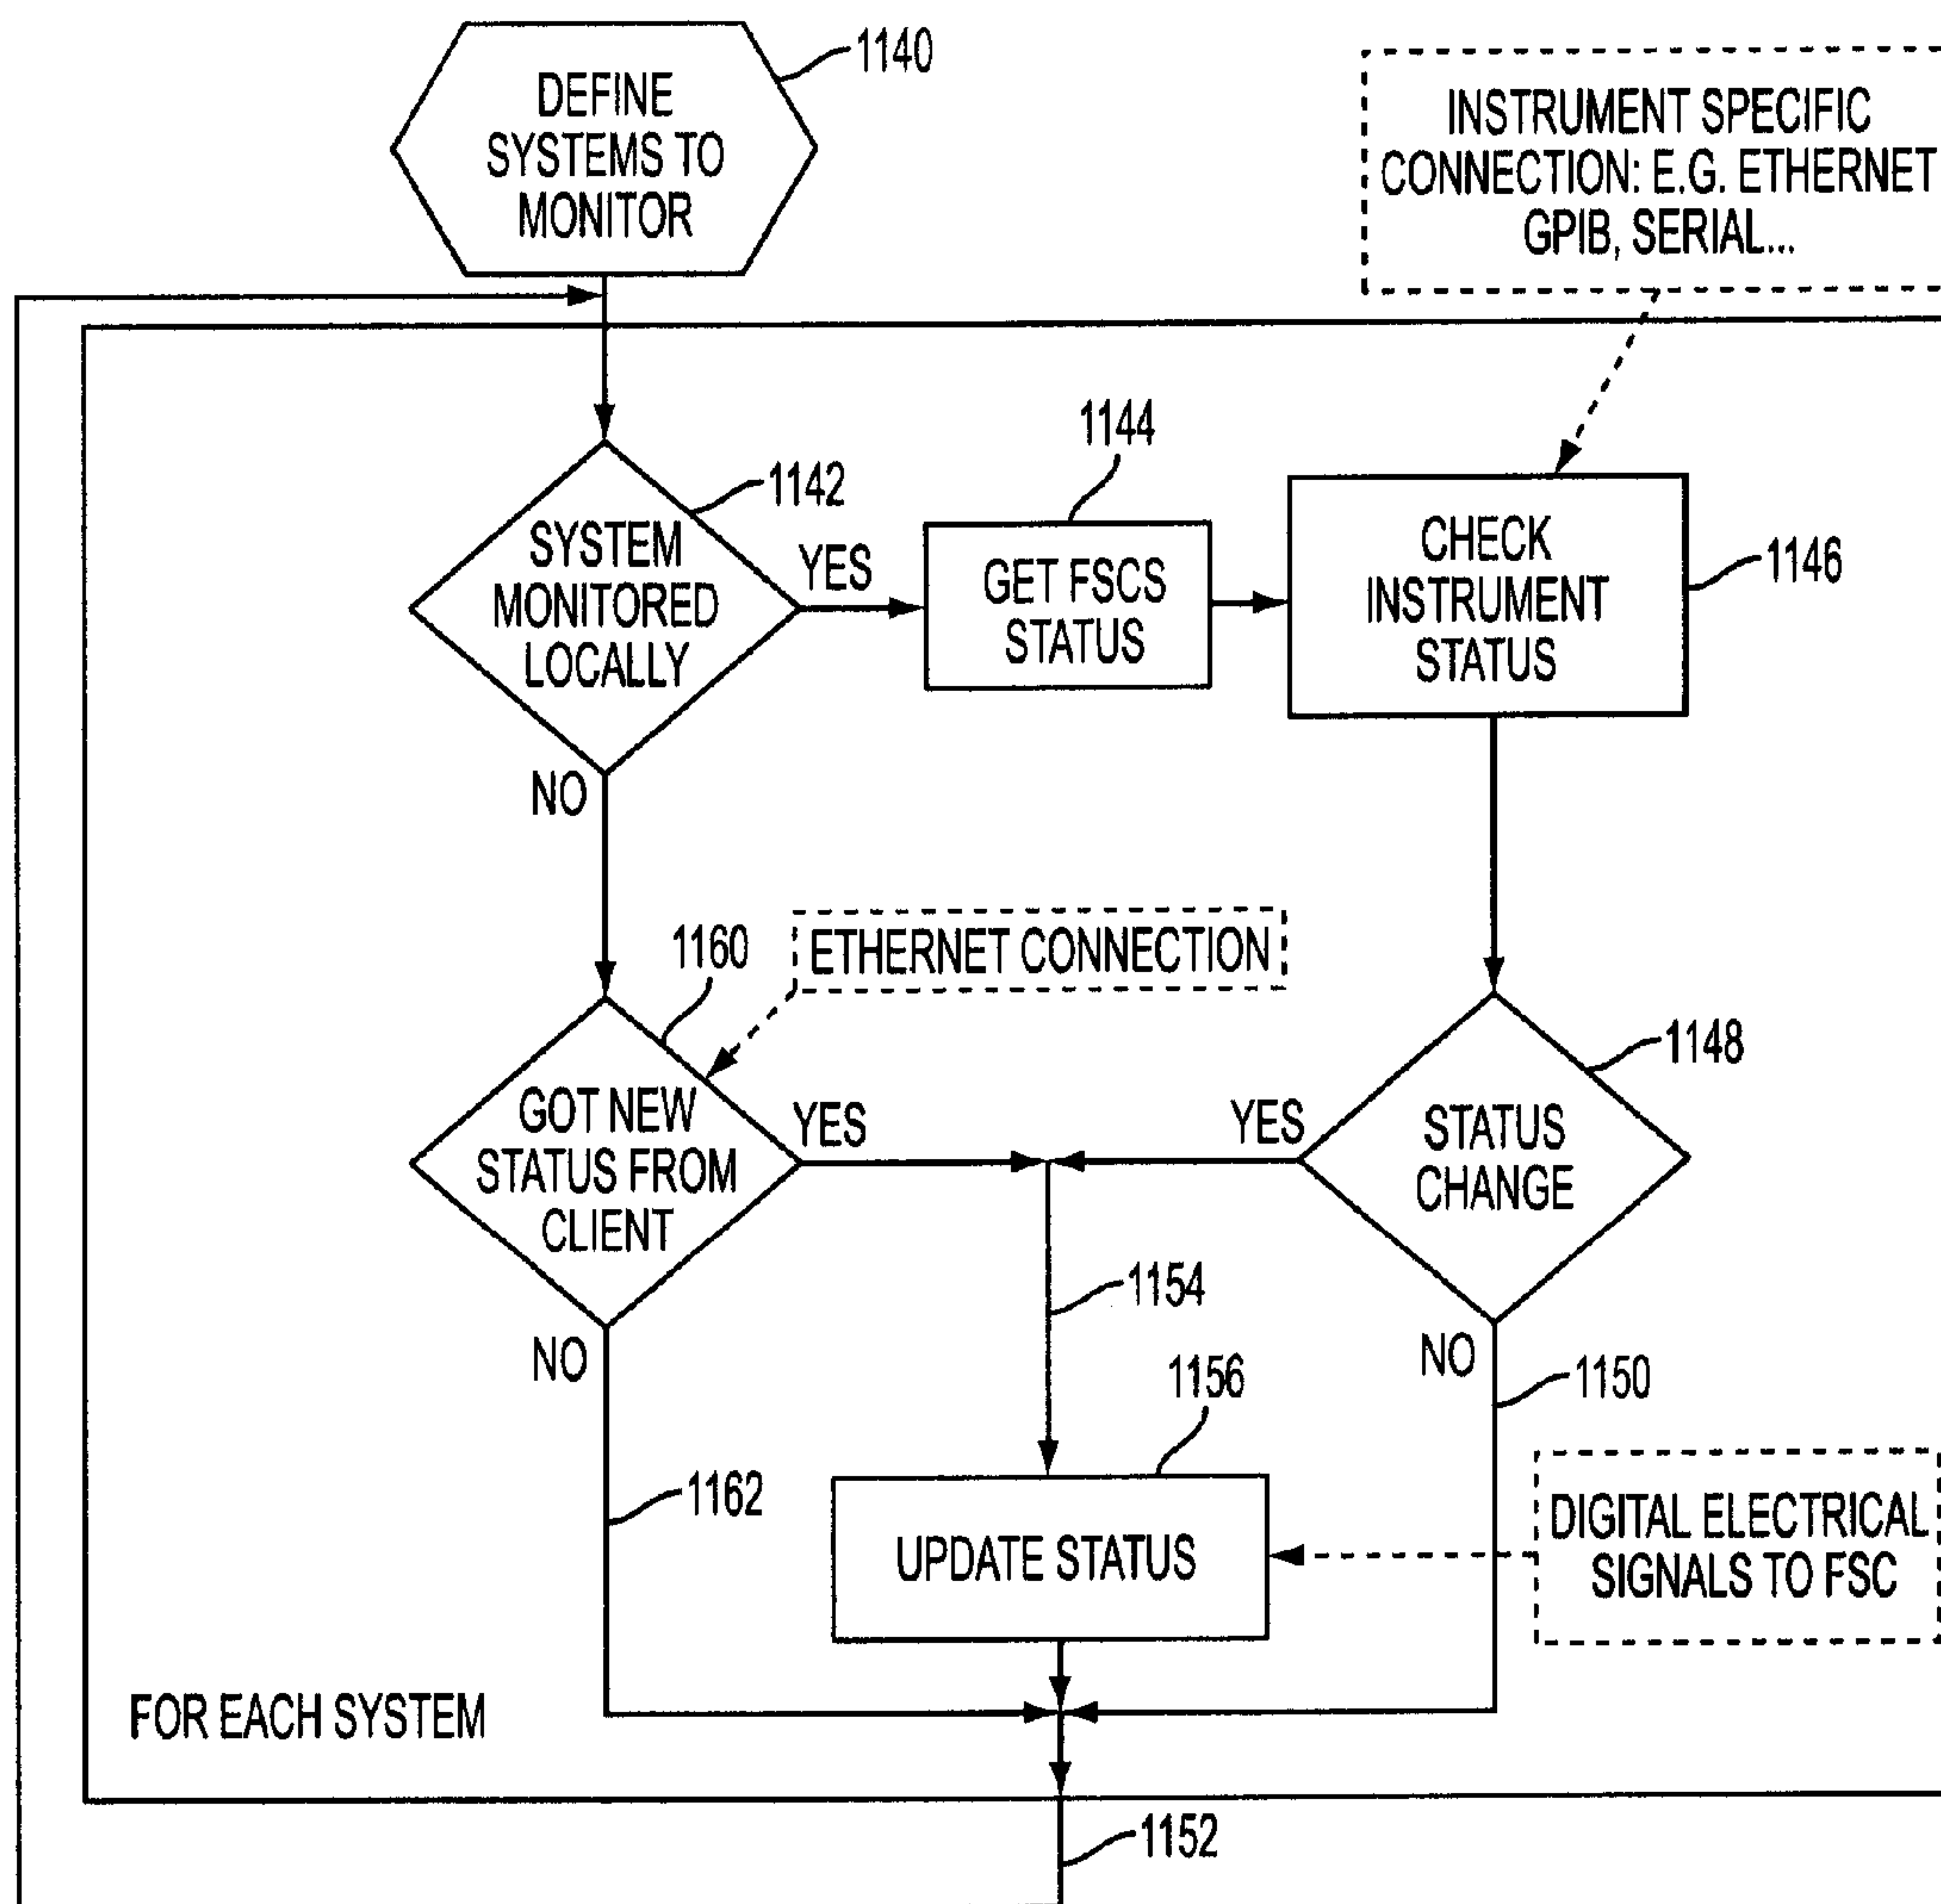 1140
DEFINE
SYSTEMS TO
MONITOR
INSTRUMENT SPECIFIC
CONNECTION: E.G. ETHERNET
GPIB, SERIAL...
1142
SYSTEM
MONITORED
LOCALLY
YES
NO
1144
GET FSCS
STATUS
CHECK
INSTRUMENT
STATUS
1146
1160
ETHERNET CONNECTION
GOT NEW
STATUS FROM
CLIENT
YES
NO
1148
STATUS
CHANGE
YES
NO
1154
1150
1156
UPDATE STATUS
1162
DIGITAL ELECTRICAL
SIGNALS TO FSC
FOR EACH SYSTEM
1152